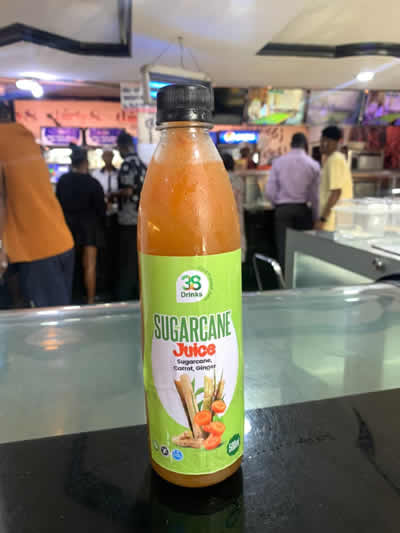 3S
Drinks
SUGARCANE
Juice
Sugarcane,
Carrot, Ginger